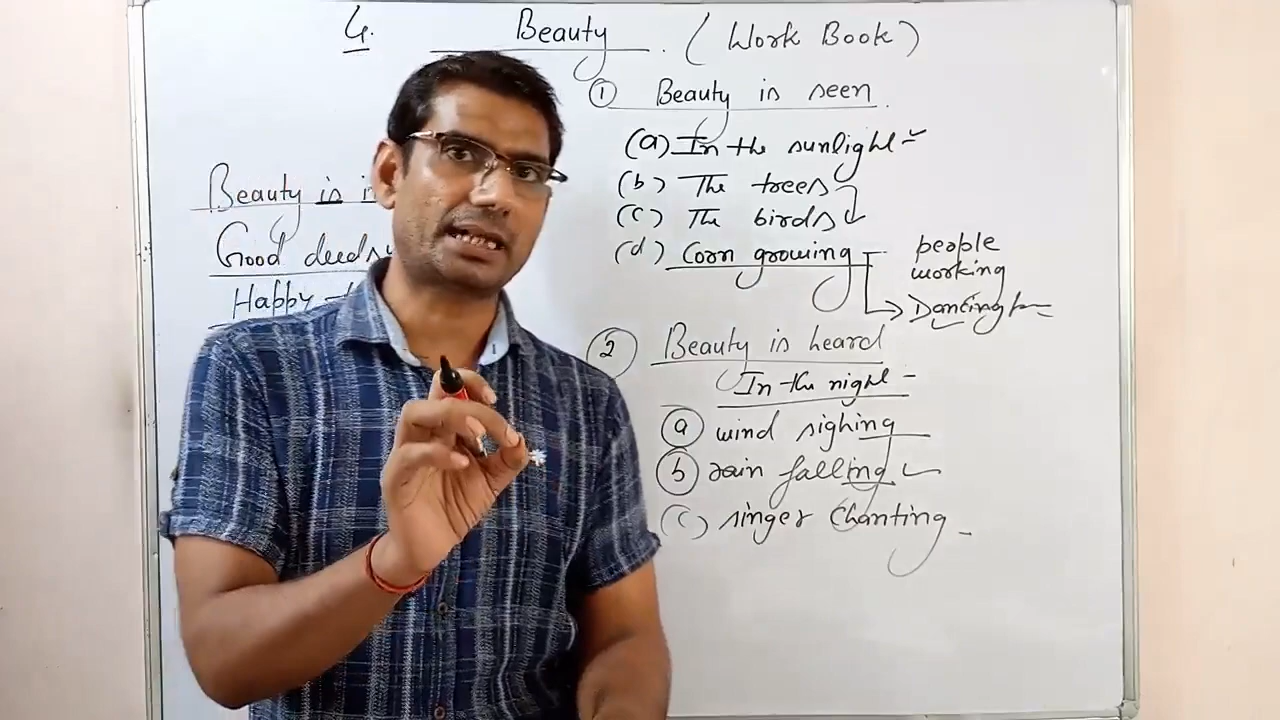 4. Beauty . (Work Book)
Beauty is
Good deeds
Happy
① Beauty is seen .
(a) In the sunlight
(b) The trees
(c) The birds
(d) Corn growing
people
working
Dancing
② Beauty is heard
In the night -
ⓐ wind sighing
ⓑ rain falling
(c) singer chanting -